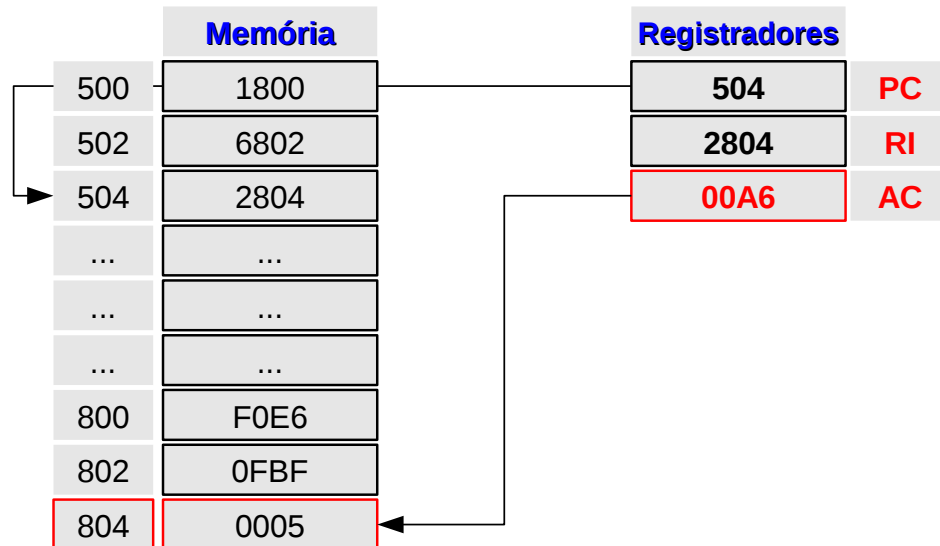 Memória Registradores
500 1800 504 PC
502 6802 2804 RI
504 2804 00A6 AC
... ...
... ...
... ...
800 F0E6
802 0FBF
804 0005